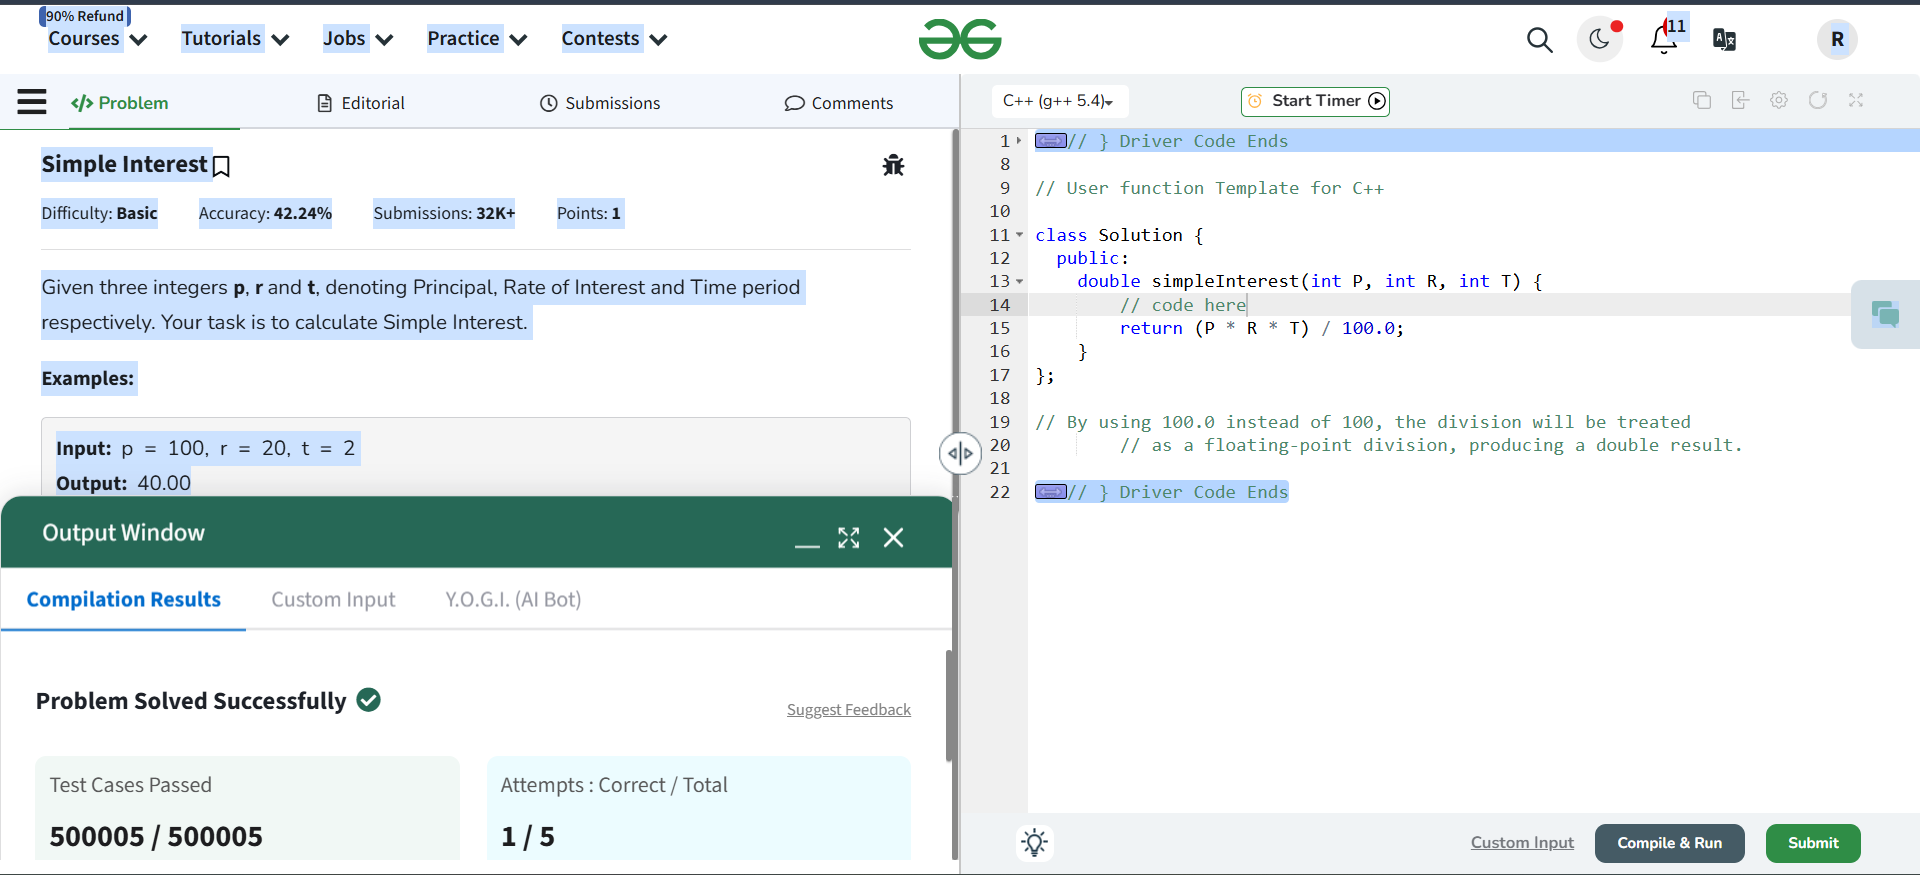 90% Refund
Courses Tutorials Jobs Practice Contests
11
R
Problem Editorial Submissions Comments
Simple Interest
Difficulty: Basic Accuracy: 42.24% Submissions: 32K+ Points: 1
Given three integers p, r and t, denoting Principal, Rate of Interest and Time period
respectively. Your task is to calculate Simple Interest.
Examples:
Input: p = 100, r = 20, t = 2
Output: 40.00
Output Window
Compilation Results Custom Input Y.O.G.I. (AI Bot)
Problem Solved Successfully
Suggest Feedback
Test Cases Passed
500005 / 500005
Attempts : Correct / Total
1 / 5
C++ (g++ 5.4)
Start Timer
1 // } Driver Code Ends
8
9 // User function Template for C++
10
11 class Solution {
12 public:
13 double simpleInterest(int P, int R, int T) {
14 // code here
15 return (P * R * T) / 100.0;
16 }
17 };
18
19 // By using 100.0 instead of 100, the division will be treated
20 // as a floating-point division, producing a double result.
21
22 // } Driver Code Ends
Custom Input Compile & Run Submit